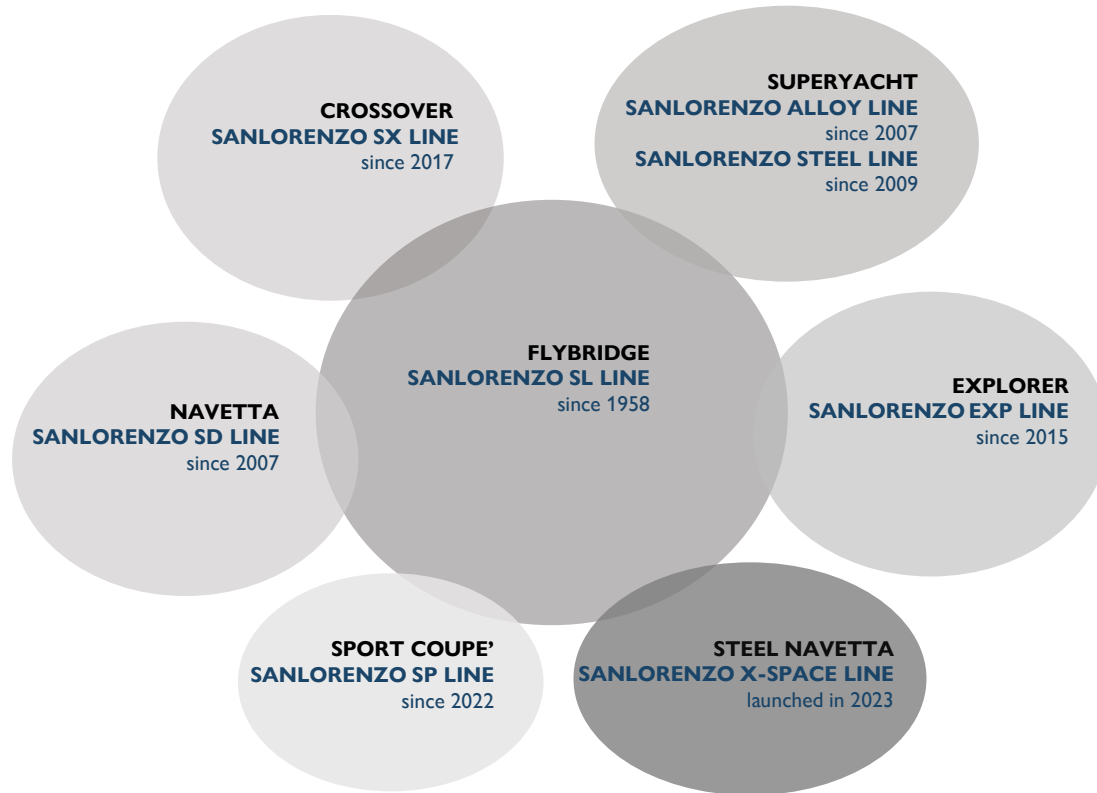 CROSSOVER
SANLORENZO SX LINE
since 2017
SUPERYACHT
SANLORENZO ALLOY LINE
since 2007
SANLORENZO STEEL LINE
since 2009
FLYBRIDGE
SANLORENZO SL LINE
since 1958
NAVETTA
SANLORENZO SD LINE
since 2007
EXPLORER
SANLORENZO EXP LINE
since 2015
SPORT COUPE’
SANLORENZO SP LINE
since 2022
STEEL NAVETTA
SANLORENZO X-SPACE LINE
launched in 2023